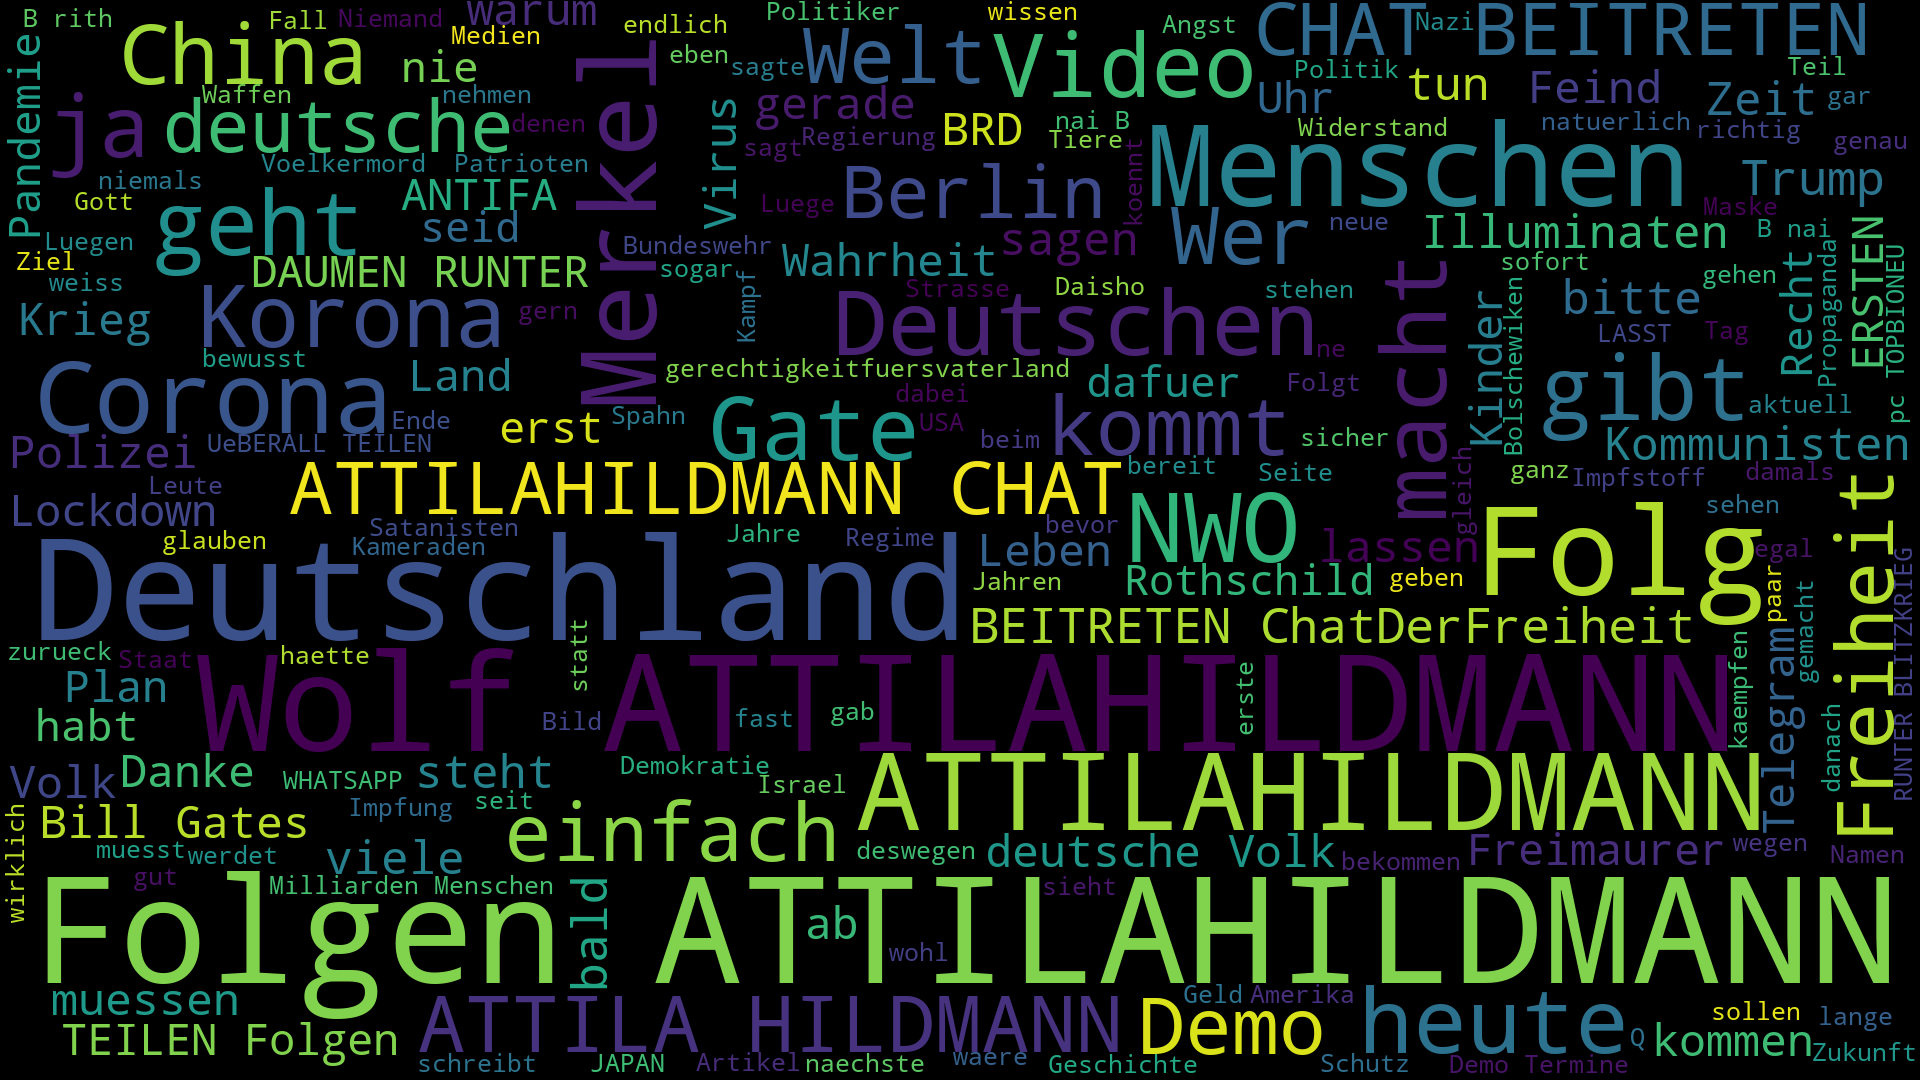 B rith Fall Niemand warum Politiker wissen CHAT BEITRETEN Nazi
China Medien endlich Angst
nie eben sagte Welt Video Politik tun Teil
Pandemie Waffen nehmen Merkel Virus gerade Uhr Feind Zeit gar
ja deutsche denen Regierung BRD nai B Widerstand natuerlich richtig
Voelkermord Patrioten sagt Tiere Menschen genau
niemals ANTIFA Berlin Trump
Gott geht seid Luege koennt Wer neue Illuminaten Maske B nai
Luegen Bundeswehr sagen
Ziel DAUMEN RUNTER sogar Wahrheit sofort gehen
weiss Kampf Strasse Daisho stehen macht bitte Recht Propaganda ERSTEN TOPBIONEU
Krieg Korona gern Deutschen Kinder Bolschewiken LASST Tag
bewusst ne
Corona Land gerechtigkeitfuersvaterland dafuer Folgt gibt
Ende erst Spahn Gate dabei kommt aktuell pc
Polizei UeBERALL TEILEN USA beim sicher Kommunisten
Leute ATTILAHILDMANN CHAT bereit Seite gleich ganz Impfstoff damals
Lockdown Satanisten Jahre bevor NWO sehen Freiheit
glauben Kameraden Regime Leben lassen Folg egal
Deutschland Jahren Rothschild geben paar gemacht RUNTER BLITZKRIEG
BEITRETEN ChatDerFreiheit
zurueck Staat haette statt erste kaempfen Telegram
Plan Wolf ATTILAHILDMANN
habt Bild fast gab danach
Volk Danke WHATSAPP steht Demokratie Israel ATTILAHILDMANN
Bill Gates Impfung seit einfach
wirklich muesst werdet viele deswegen deutsche Volk bekommen Freimaurer wegen Namen
gut Milliarden Menschen bald sieht
Folgen ATTILAHILDMANN
ab
wohl
muessen Geld Amerika sollen lange
TEILEN Folgen ATTILA HILDMANN Demo heute Q kommen Zukunft
schreibt JAPAN Artikel naechste waere Geschichte Schutz Demo Termine